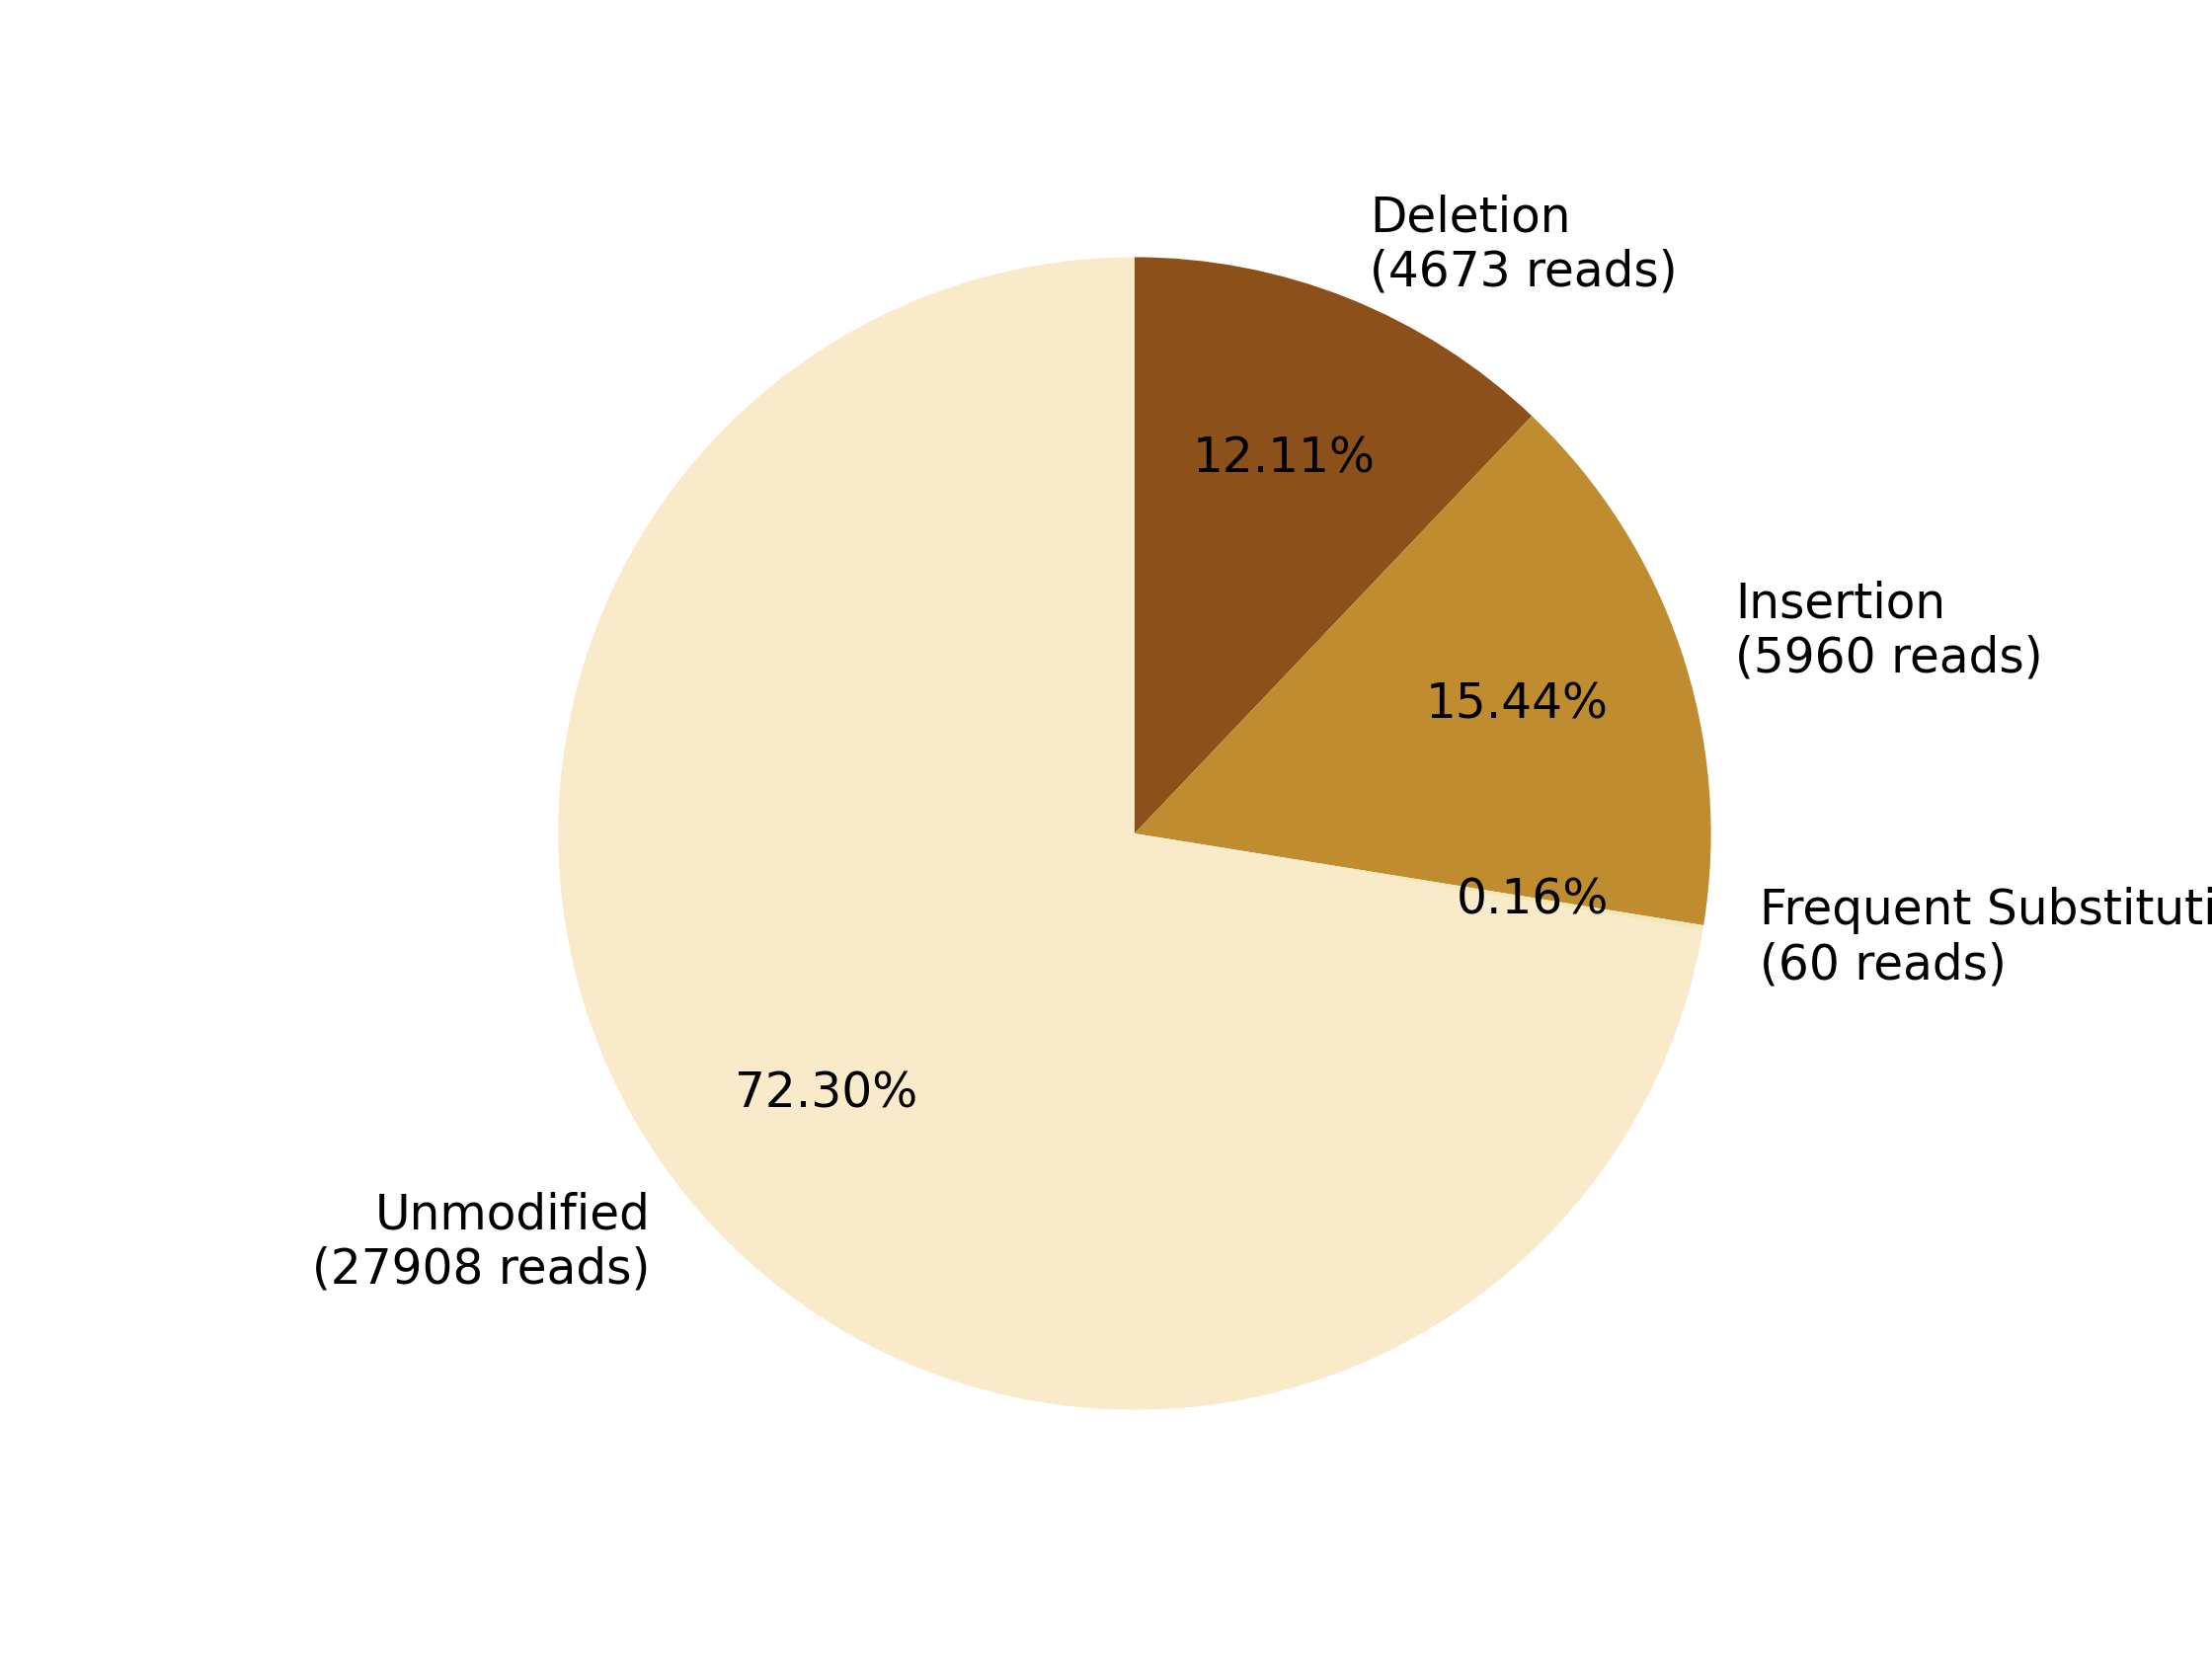 Deletion
(4673 reads)
12.11%
Insertion
(5960 reads)
15.44%
0.16%
Frequent Substituti
(60 reads)
72.30%
Unmodified
(27908 reads)